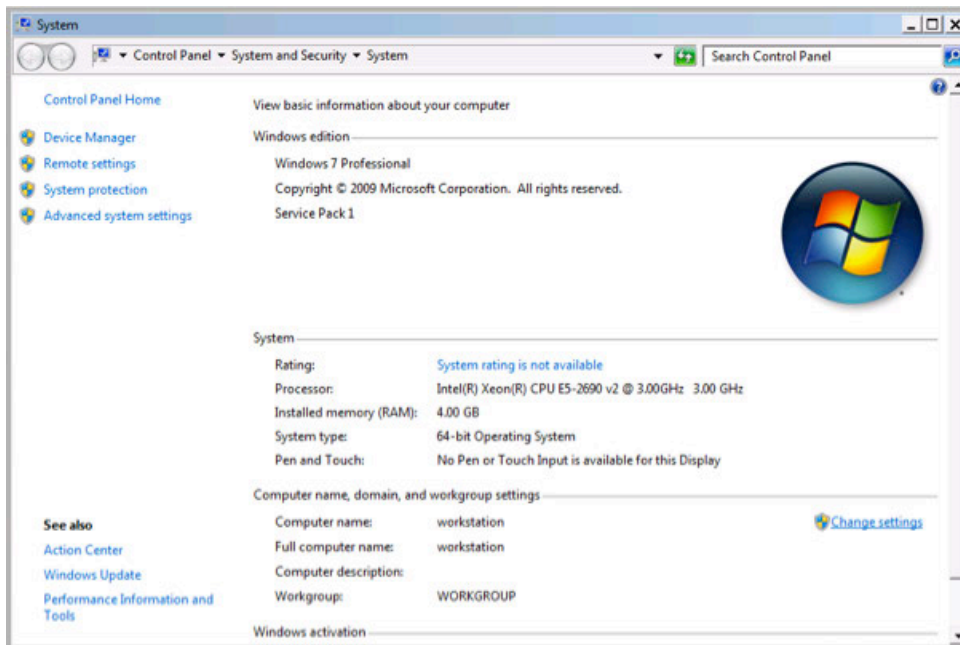 System
Control Panel System and Security System
Search Control Panel
Control Panel Home
Device Manager
Remote settings
System protection
Advanced system settings
See also
Action Center
Windows Update
Performance Information and
Tools
View basic information about your computer
Windows edition
Windows 7 Professional
Copyright © 2009 Microsoft Corporation. All rights reserved.
Service Pack 1
System
Rating: System rating is not available
Processor: Intel(R) Xeon(R) CPU E5-2690 v2 @ 3.00GHz 3.00 GHz
Installed memory (RAM): 4.00 GB
System type: 64-bit Operating System
Pen and Touch: No Pen or Touch Input is available for this Display
Computer name, domain, and workgroup settings
Computer name: workstation Change settings
Full computer name: workstation
Computer description:
Workgroup: WORKGROUP
Windows activation